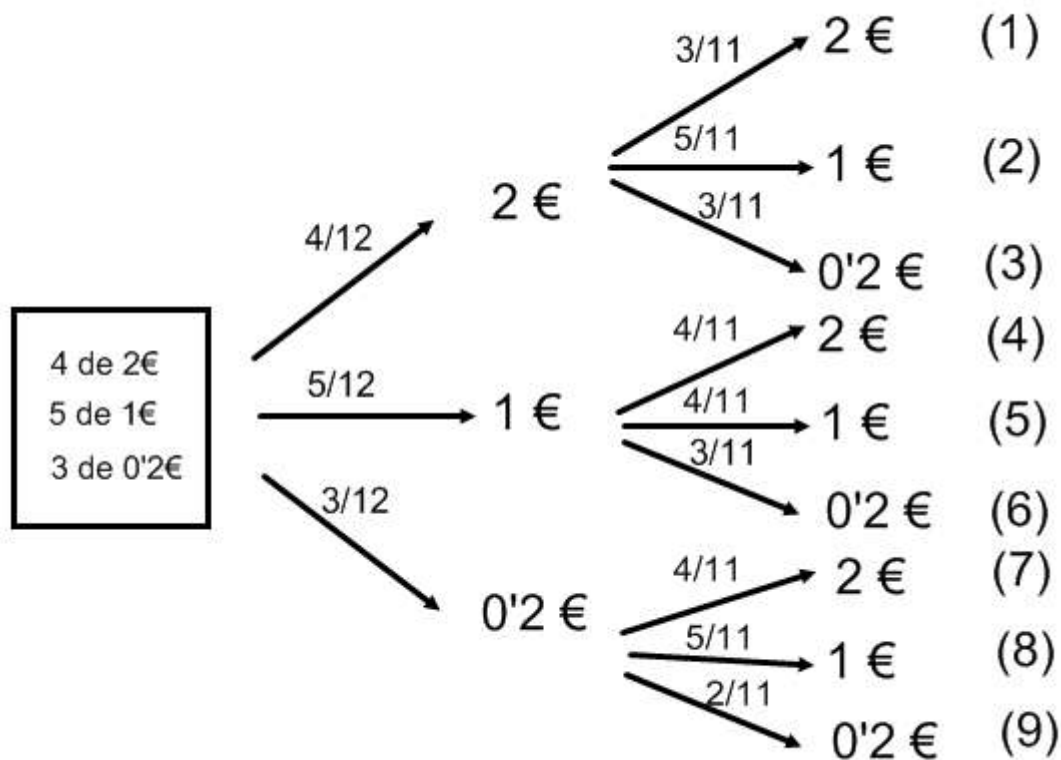 3/11
2 € (1)
5/11
1 € (2)
3/11
0'2 € (3)
4/12
2 €
4 de 2€
5 de 1€
3 de 0'2€
5/12
1 €
4/11
2 € (4)
4/11
1 € (5)
3/11
0'2 € (6)
3/12
0'2 €
4/11
2 € (7)
5/11
1 € (8)
2/11
0'2 € (9)